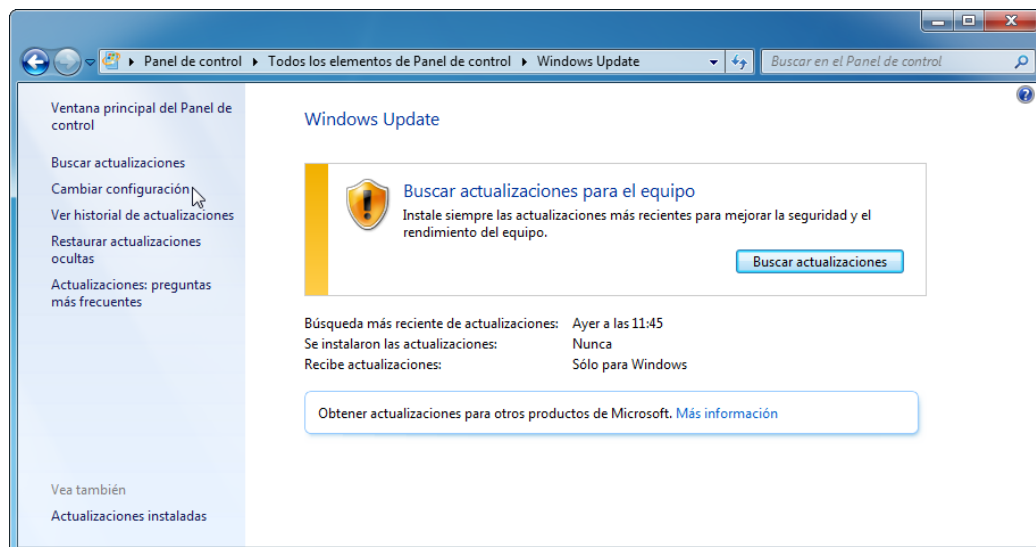 Panel de control ▸ Todos los elementos de Panel de control ▸ Windows Update
Buscar en el Panel de control
Ventana principal del Panel de
control
Buscar actualizaciones
Cambiar configuración
Ver historial de actualizaciones
Restaurar actualizaciones
ocultas
Actualizaciones: preguntas
más frecuentes
Vea también
Actualizaciones instaladas
Windows Update
Buscar actualizaciones para el equipo
Instale siempre las actualizaciones más recientes para mejorar la seguridad y el
rendimiento del equipo.
Buscar actualizaciones
Búsqueda más reciente de actualizaciones: Ayer a las 11:45
Se instalaron las actualizaciones: Nunca
Recibe actualizaciones: Sólo para Windows
Obtener actualizaciones para otros productos de Microsoft. Más información